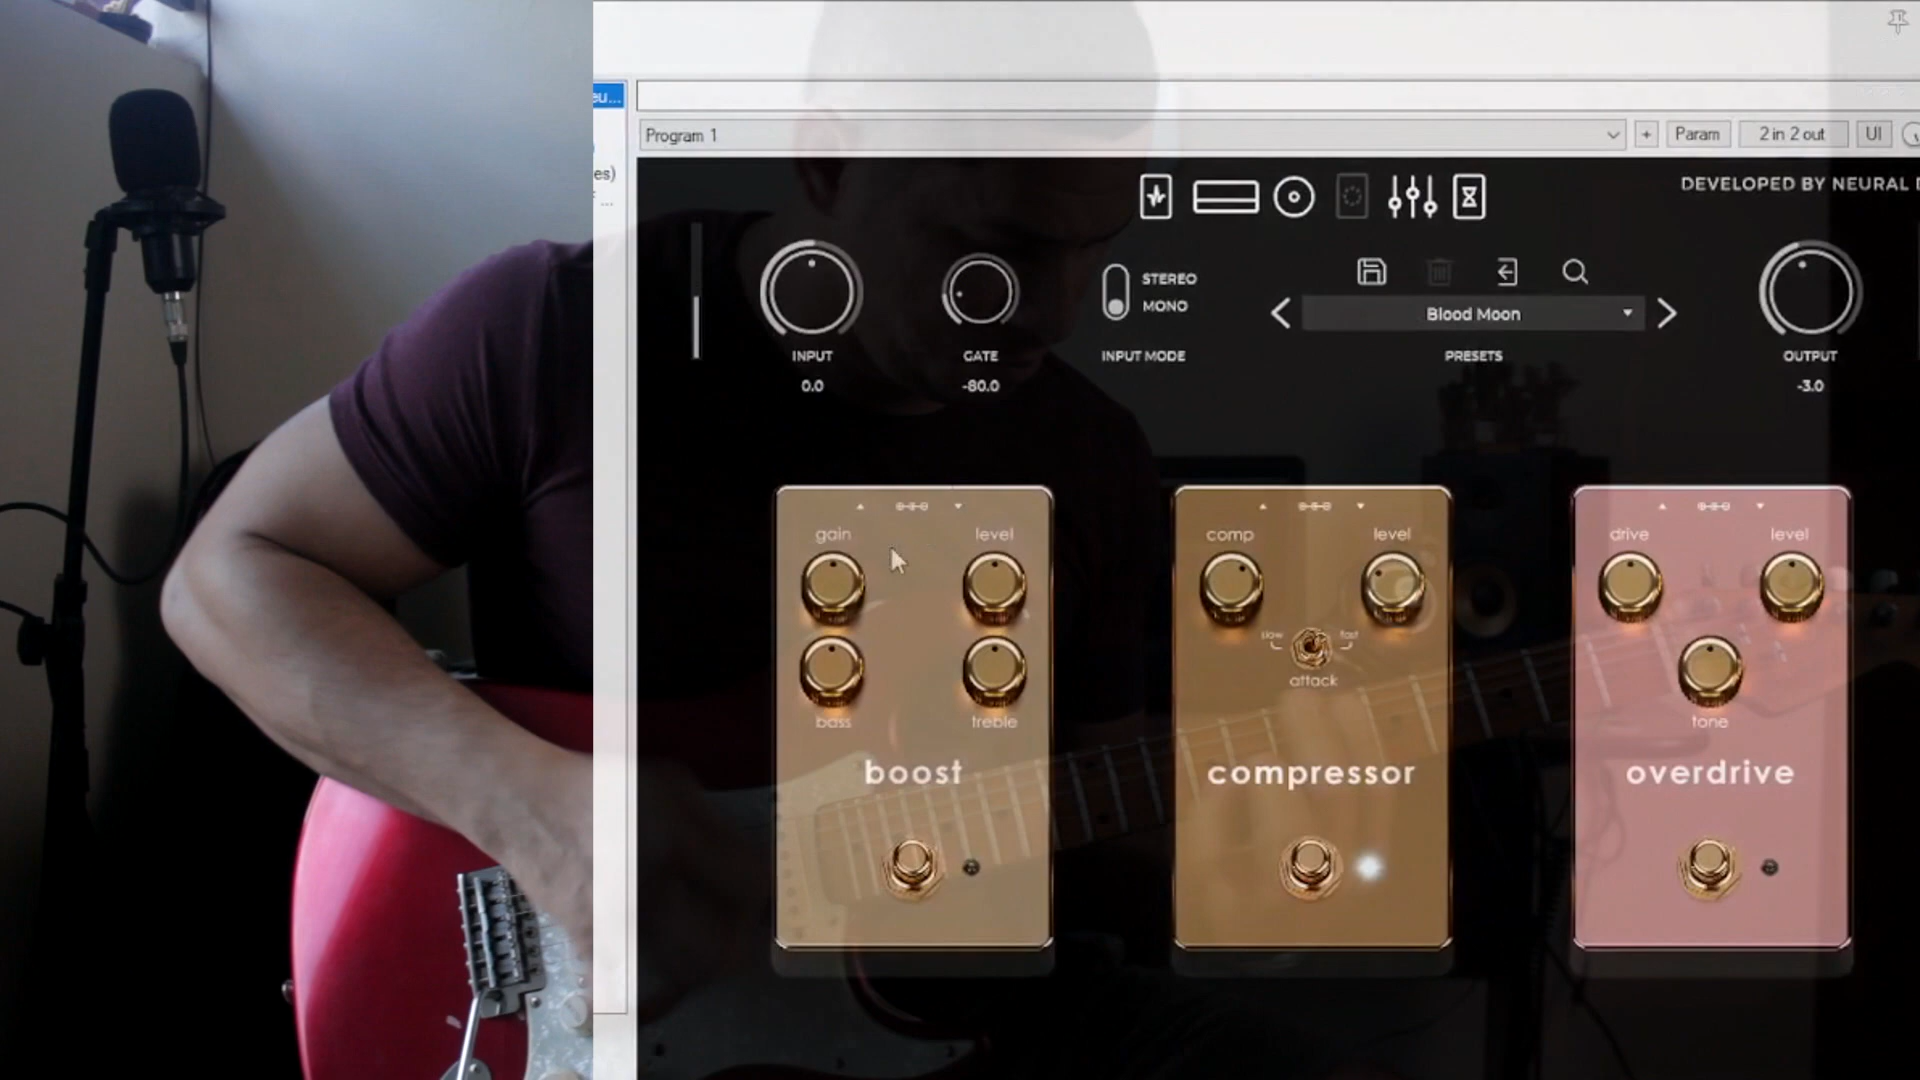 eu...
Program 1
+
Param
2 in 2 out
UI
es)
...
DEVELOPED BY NEURAL
STEREO
MONO
Blood Moon
INPUT
GATE
INPUT MODE
PRESETS
OUTPUT
0.0
-80.0
-3.0
gain
level
comp
level
drive
level
slow
fast
attack
bass
treble
tone
boost
compressor
overdrive